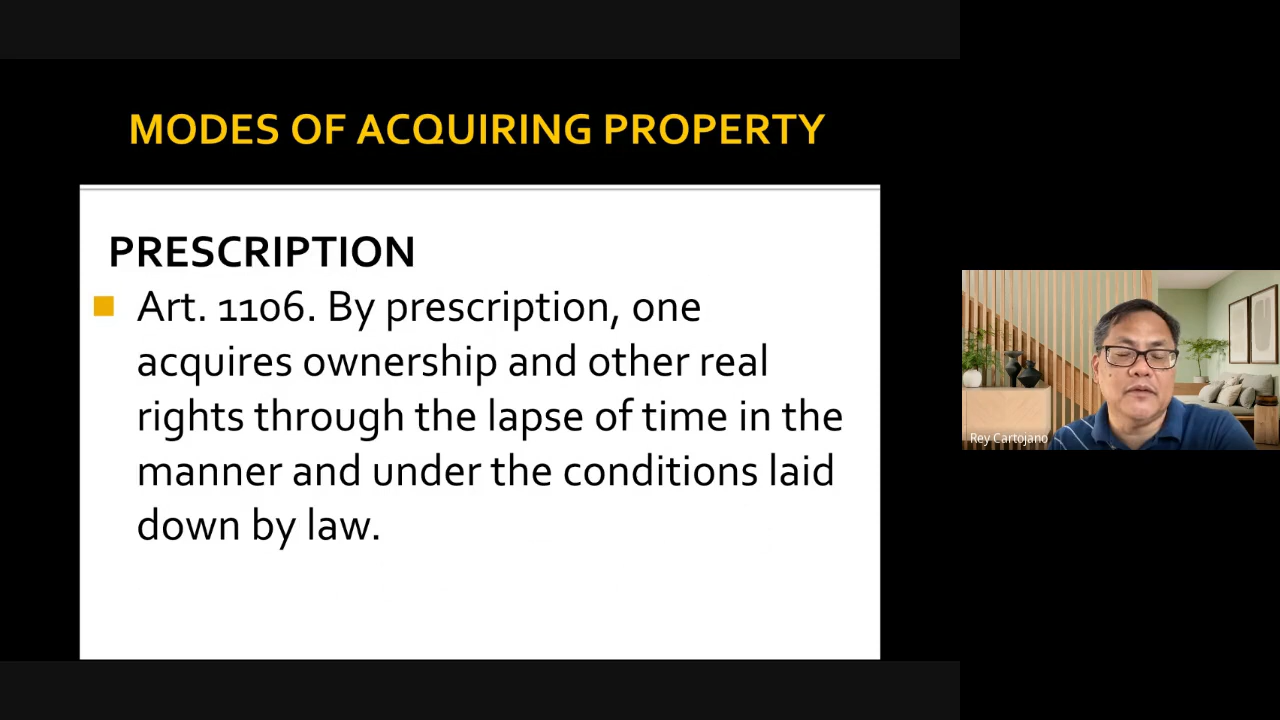 MODES OF ACQUIRING PROPERTY
PRESCRIPTION
Art. 1106. By prescription, one
acquires ownership and other real
rights through the lapse of time in the
manner and under the conditions laid
down by law.
Rey Cartojano